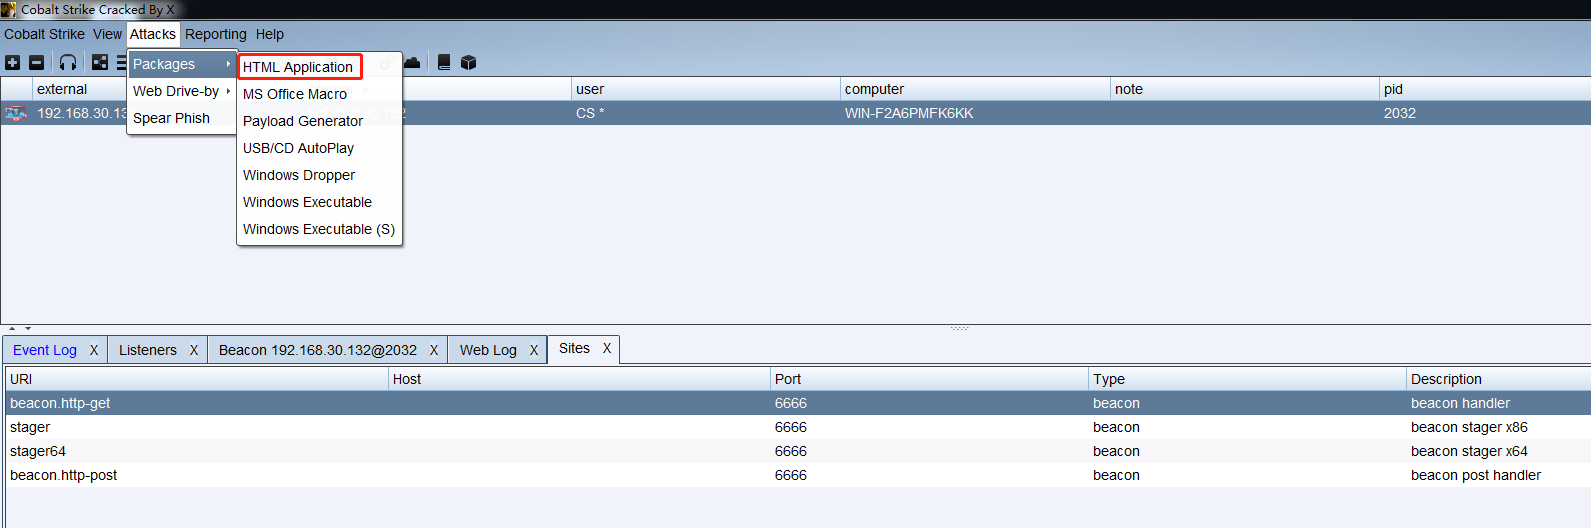 Cobalt Strike Cracked By X
Cobalt Strike View Attacks Reporting Help
Packages
HTML Application
Web Drive-by
MS Office Macro
Spear Phish
Payload Generator
USB/CD AutoPlay
Windows Dropper
Windows Executable
Windows Executable (S)
external user computer note pid
192.168.30.13 CS * WIN-F2A6PMFK6KK 2032
Event Log X Listeners X Beacon 192.168.30.132@2032 X Web Log X Sites X
URI Host Port Type Description
beacon.http-get 6666 beacon beacon handler
stager 6666 beacon beacon stager x86
stager64 6666 beacon beacon stager x64
beacon.http-post 6666 beacon beacon post handler